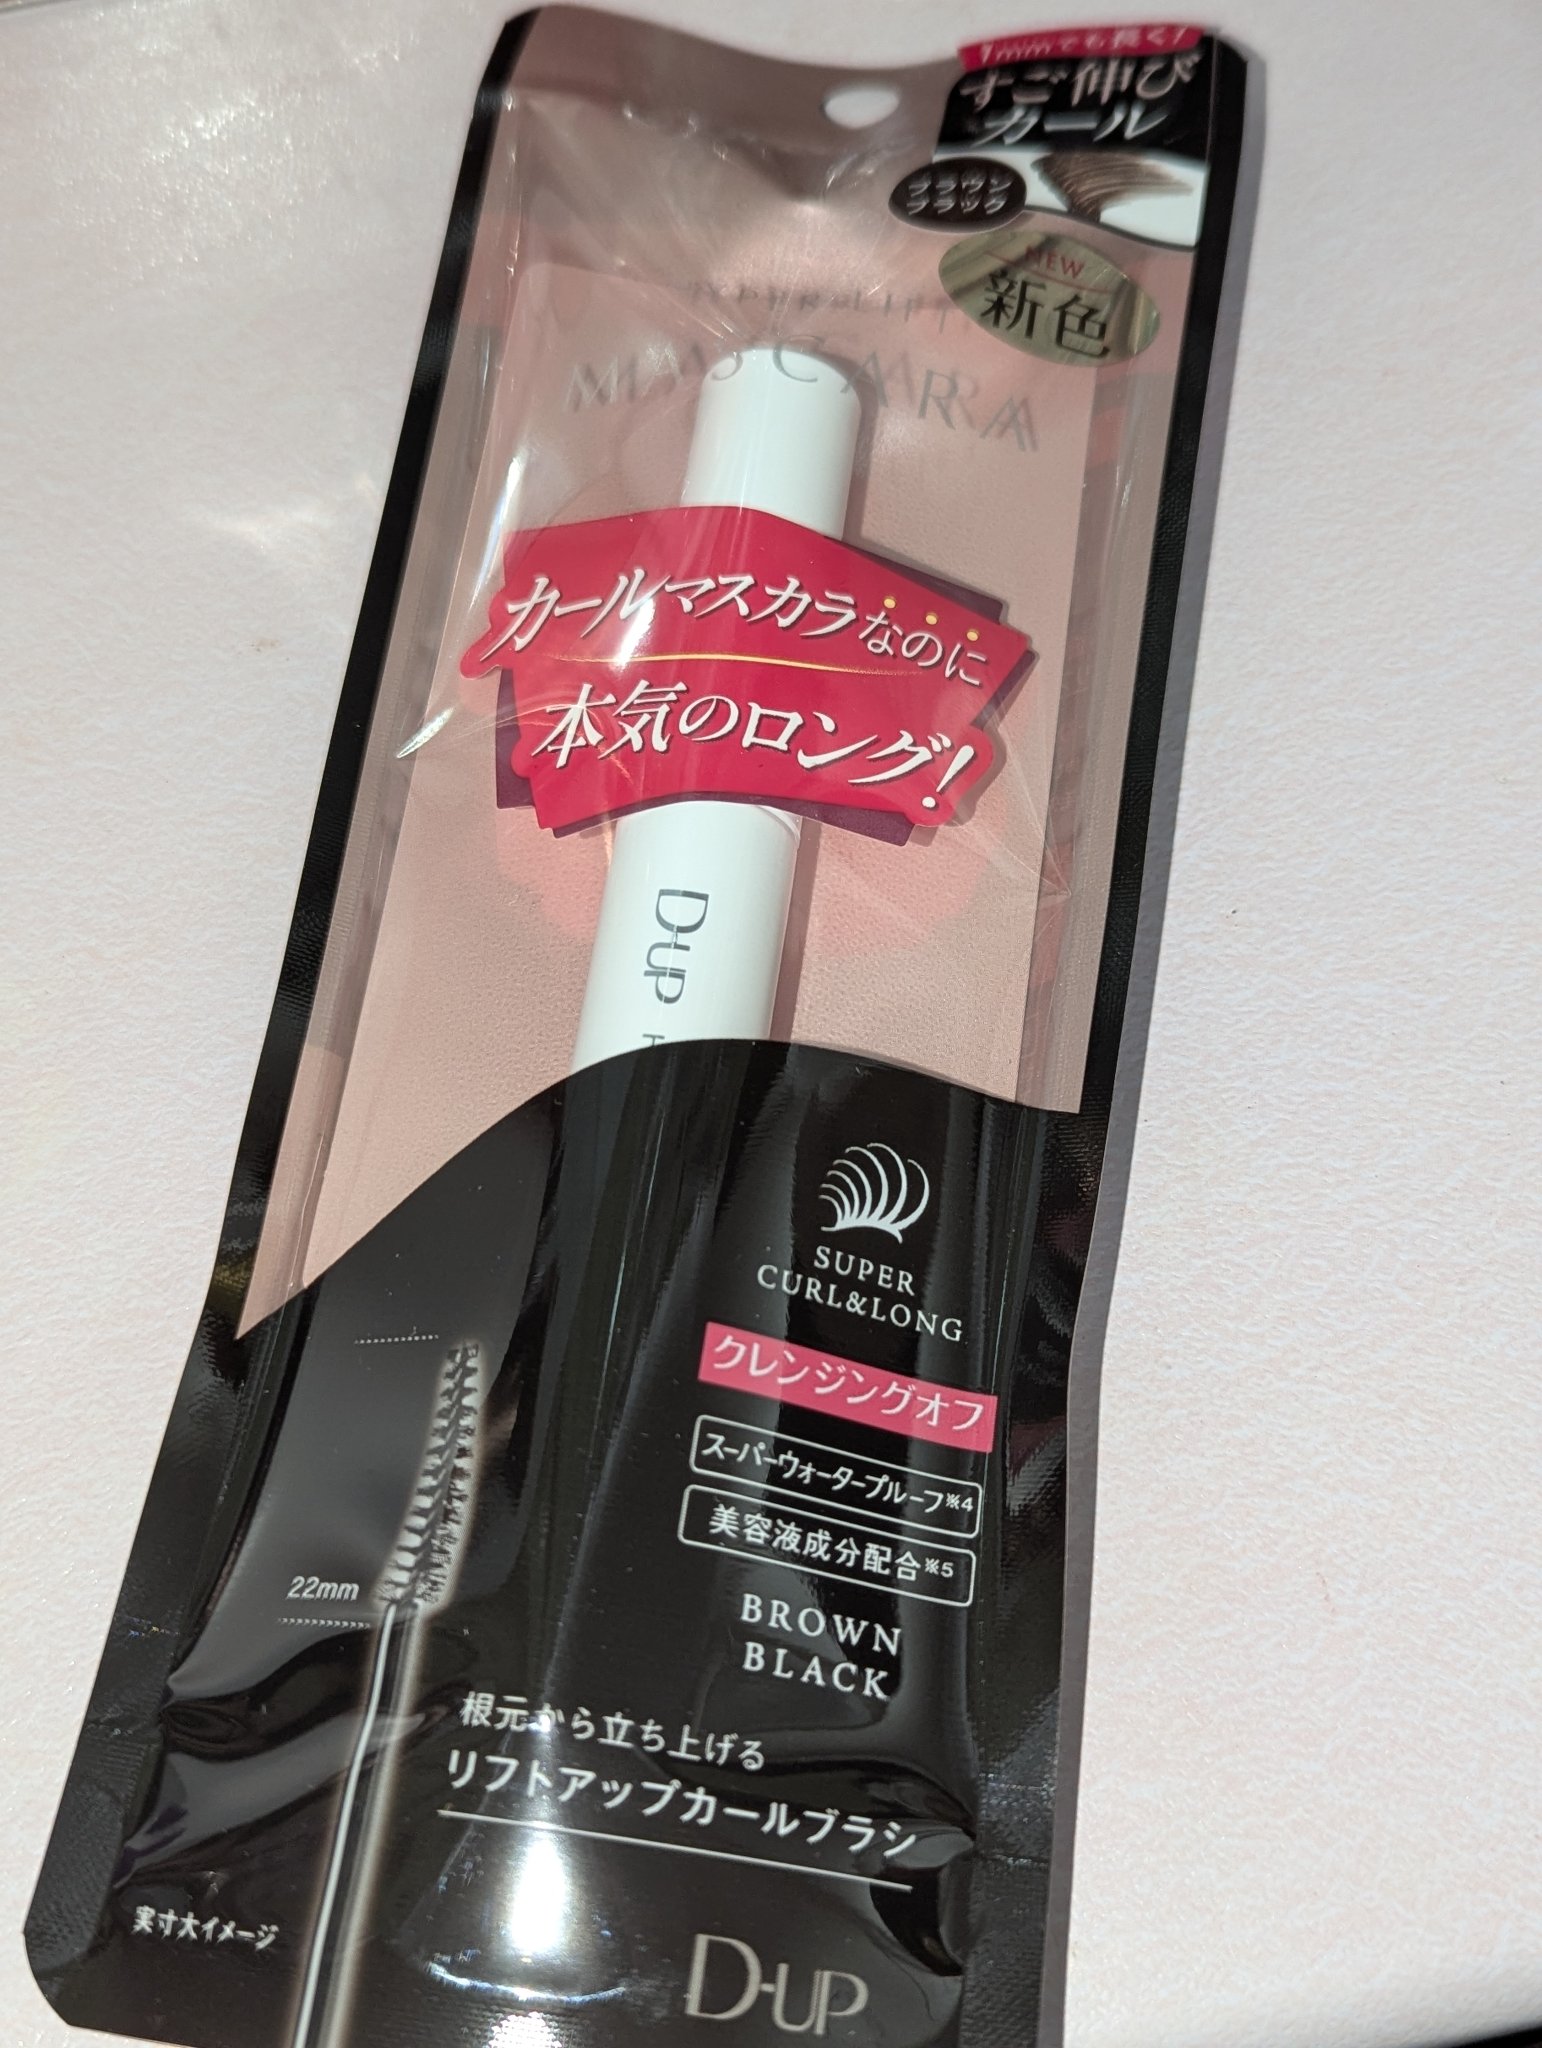 1mmでも長く!
すご伸び
カール
ブラウン
ブラック
NEW
新色
MASCARA
カールマスカラなのに
本気のロング!
D-UP
SUPER
CURL&LONG
クレンジングオフ
スーパーウォータープルーフ※4
美容液成分配合※5
22mm
BROWN
BLACK
根元から立ち上げる
リフトアップカールブラシ
実寸大イメージ
D-UP